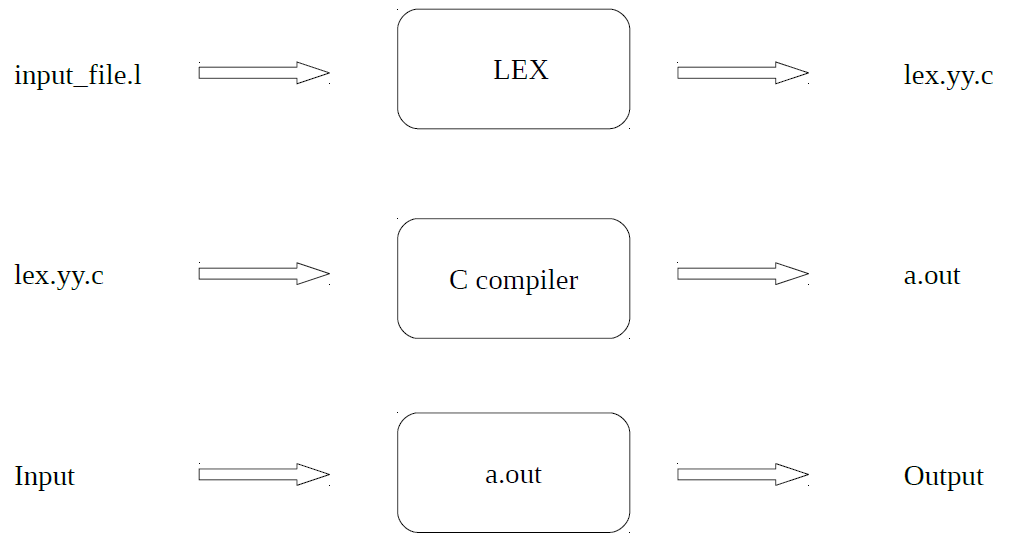 input_file.l
LEX
lex.yy.c
lex.yy.c
C compiler
a.out
Input
a.out
Output